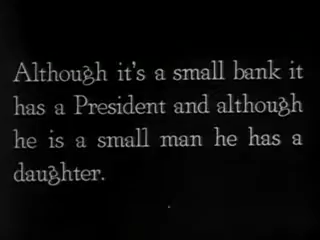 Although it's a small bank it
has a President and although
he is a small man he has a
daughter.